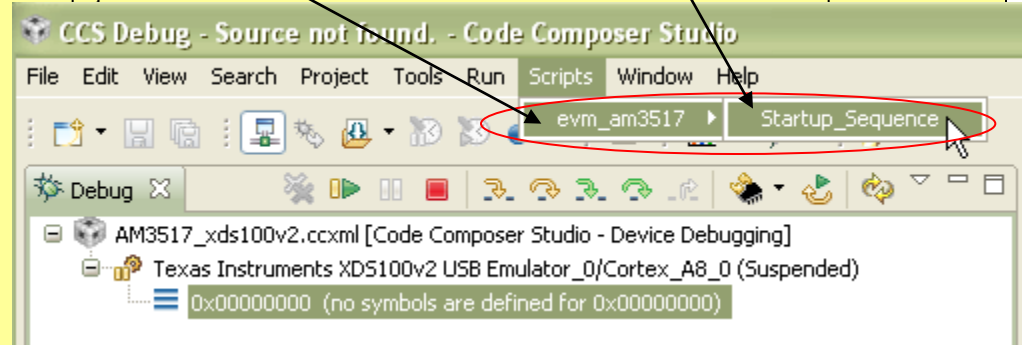 CCS Debug - Source not found. - Code Composer Studio
File Edit View Search Project Tools Run Scripts Window Help
evm_am3517 Startup_Sequence
Debug
AM3517_xds100v2.ccxml [Code Composer Studio - Device Debugging]
Texas Instruments XDS100v2 USB Emulator_0/Cortex_A8_0 (Suspended)
0x00000000 (no symbols are defined for 0x00000000)